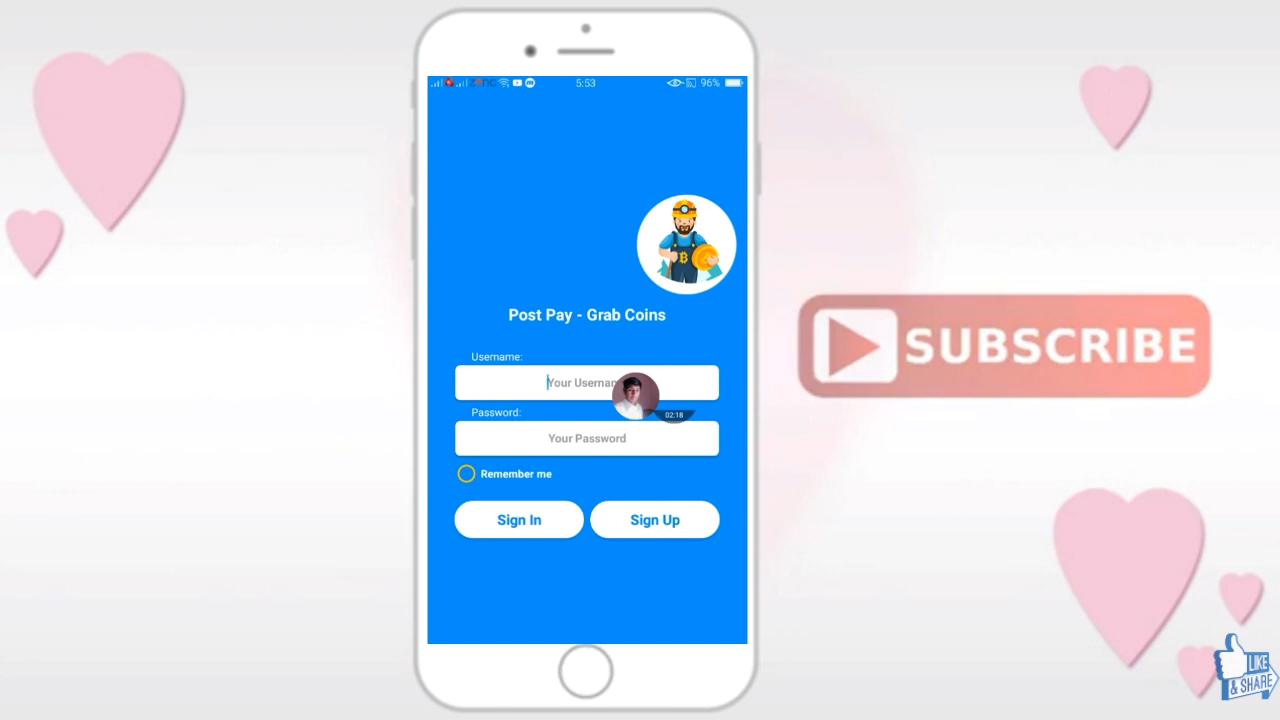 zonc
5:53
96%
Post Pay - Grab Coins
Username:
Your Usernam
02:18
Password:
Your Password
Remember me
Sign In
Sign Up
SUBSCRIBE
LIKE
& SHARE